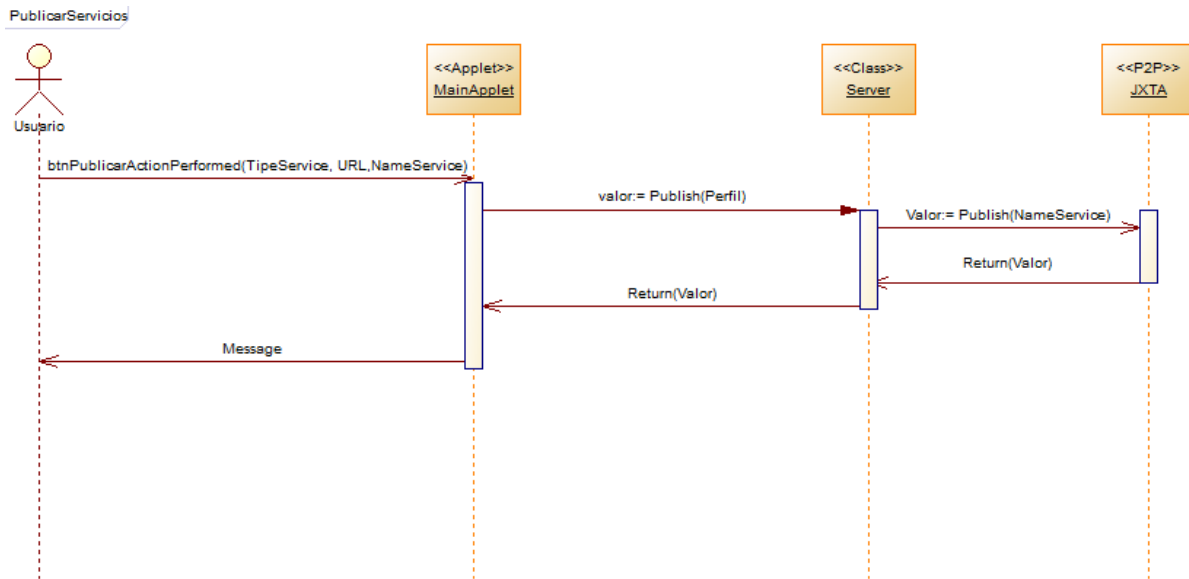 PublicarServicios
<<Applet>>
MainApplet
<<Class>>
Server
<<P2P>>
JXTA
Usuario
btnPublicarActionPerformed(TipeService, URL,NameService)
valor:= Publish(Perfil)
Valor:= Publish(NameService)
Return(Valor)
Return(Valor)
Message